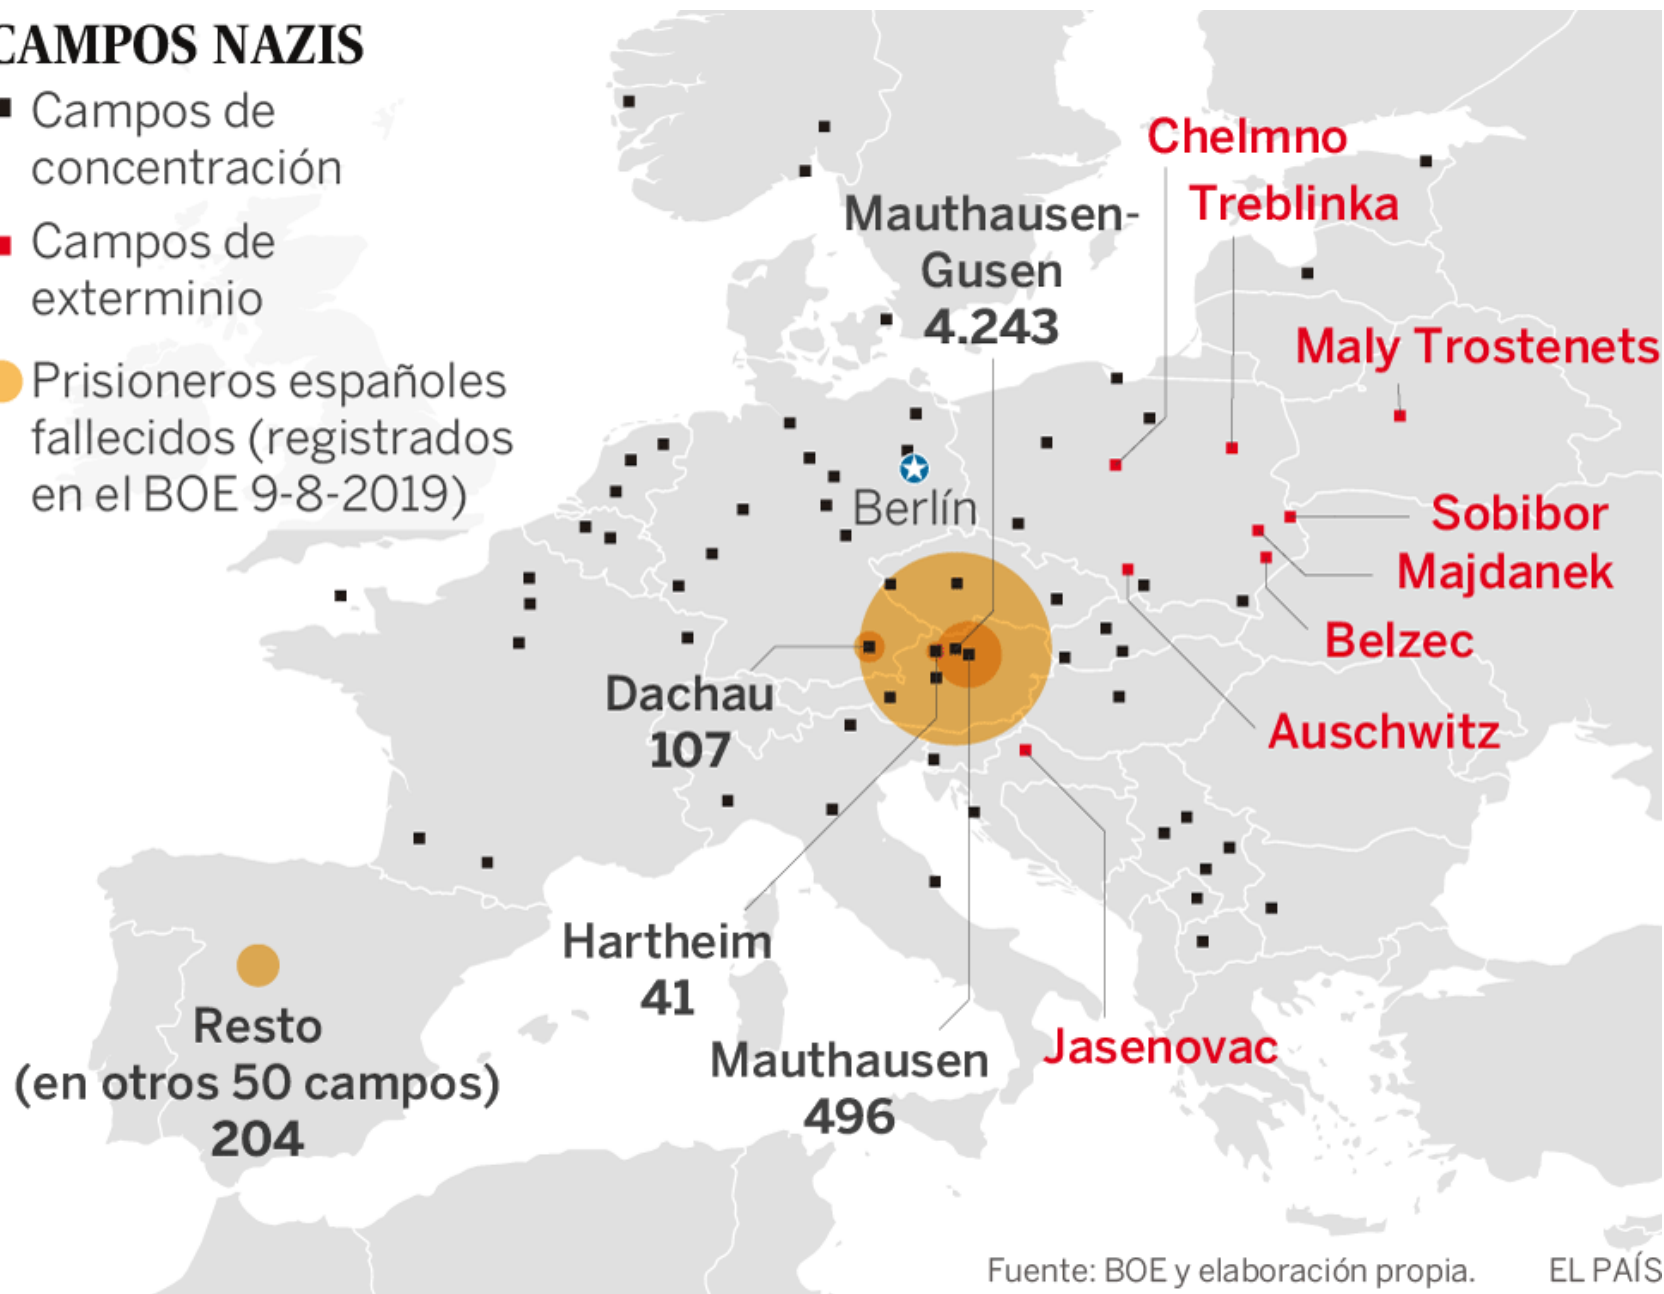 CAMPOS NAZIS
Campos de
concentración
Campos de
exterminio
Prisioneros españoles
fallecidos (registrados
en el BOE 9-8-2019)
Chelmno
Treblinka
Mauthausen-
Gusen
4.243
Maly Trostenets
Berlín
Sobibor
Majdanek
Belzec
Auschwitz
Dachau
107
Hartheim
41
Resto
(en otros 50 campos)
204
Mauthausen
496
Jasenovac
Fuente: BOE y elaboración propia.
EL PAÍS